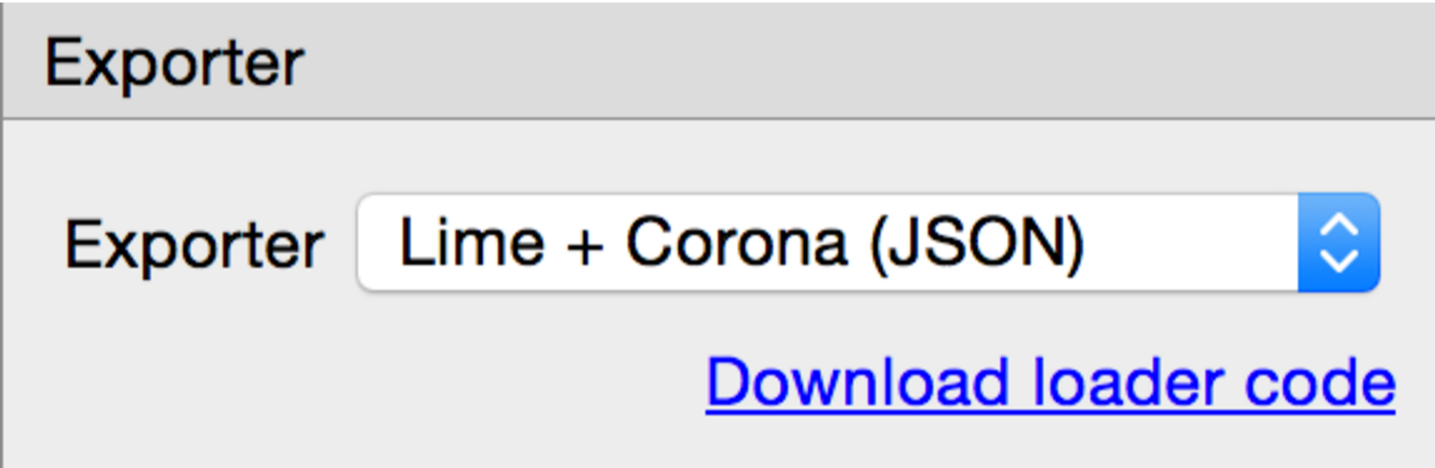 Exporter
Exporter Lime + Corona (JSON)
Download loader code